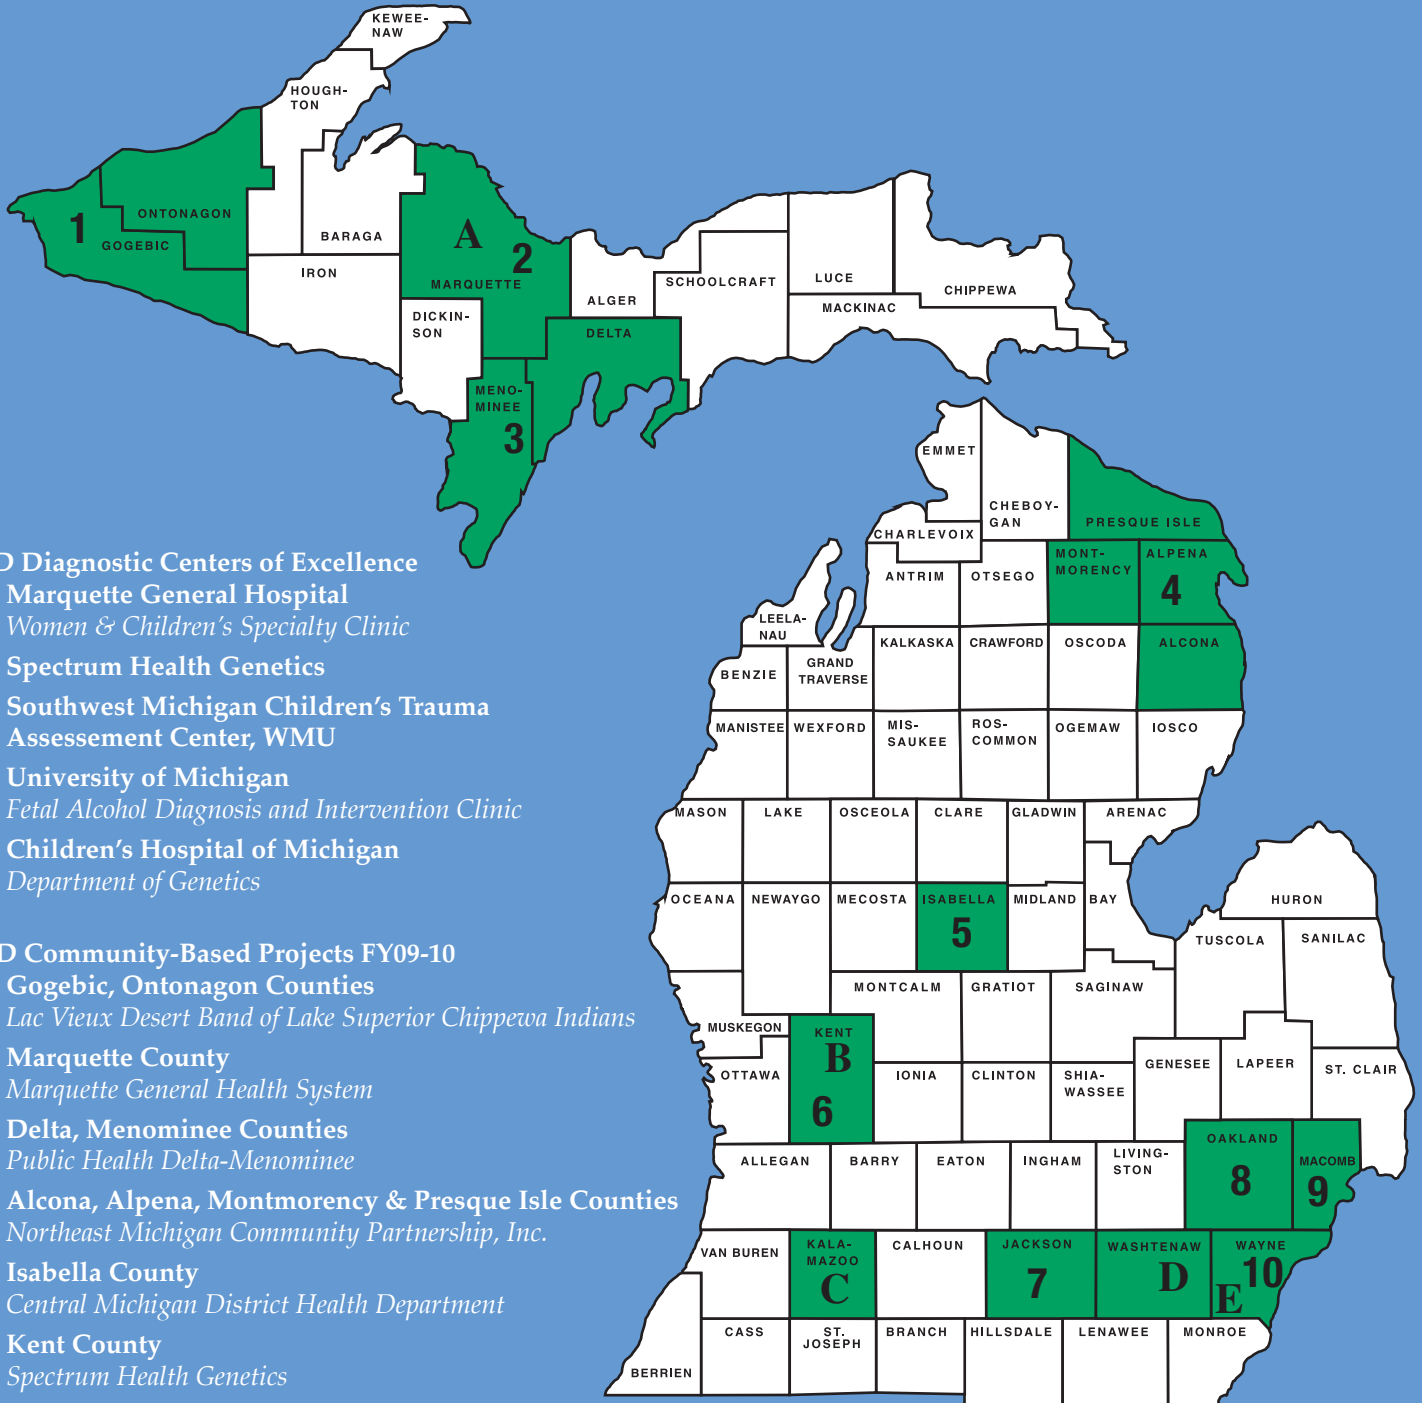 KEWEE-
NAW
HOUGH-
TON
ONTONAGON
1
GOGEBIC
BARAGA
IRON
A
2
MARQUETTE
DICKIN-
SON
ALGER
SCHOOLCRAFT
LUCE
MACKINAC
CHIPPEWA
DELTA
MENO-
MINEE
3
EMMET
CHEBOY-
GAN
PRESQUE ISLE
CHARLEVOIX
ANTRIM
OTSEGO
MONT-
MORENCY
ALPENA
4
LEELA-
NAU
BENZIE
GRAND
TRAVERSE
KALKASKA
CRAWFORD
OSCODA
ALCONA
MANISTEE
WEXFORD
MIS-
SAUKEE
ROS-
COMMON
OGEMAW
IOSCO
MASON
LAKE
OSCEOLA
CLARE
GLADWIN
ARENAC
OCEANA
NEWAYGO
MECOSTA
ISABELLA
5
MIDLAND
BAY
HURON
TUSCOLA
SANILAC
MONTCALM
GRATIOT
SAGINAW
MUSKEGON
KENT
B
6
OTTAWA
IONIA
CLINTON
SHIA-
WASSEE
GENESEE
LAPEER
ST. CLAIR
ALLEGAN
BARRY
EATON
INGHAM
LIVING-
STON
OAKLAND
8
MACOMB
9
VAN BUREN
KALA-
MAZOO
C
CALHOUN
JACKSON
7
WASHTENAW
D
WAYNE
10
E
BERRIEN
CASS
ST.
JOSEPH
BRANCH
HILLSDALE
LENAWEE
MONROE
D Diagnostic Centers of Excellence
Marquette General Hospital
Women & Children's Specialty Clinic
Spectrum Health Genetics
Southwest Michigan Children's Trauma
Assessement Center, WMU
University of Michigan
Fetal Alcohol Diagnosis and Intervention Clinic
Children's Hospital of Michigan
Department of Genetics
D Community-Based Projects FY09-10
Gogebic, Ontonagon Counties
Lac Vieux Desert Band of Lake Superior Chippewa Indians
Marquette County
Marquette General Health System
Delta, Menominee Counties
Public Health Delta-Menominee
Alcona, Alpena, Montmorency & Presque Isle Counties
Northeast Michigan Community Partnership, Inc.
Isabella County
Central Michigan District Health Department
Kent County
Spectrum Health Genetics